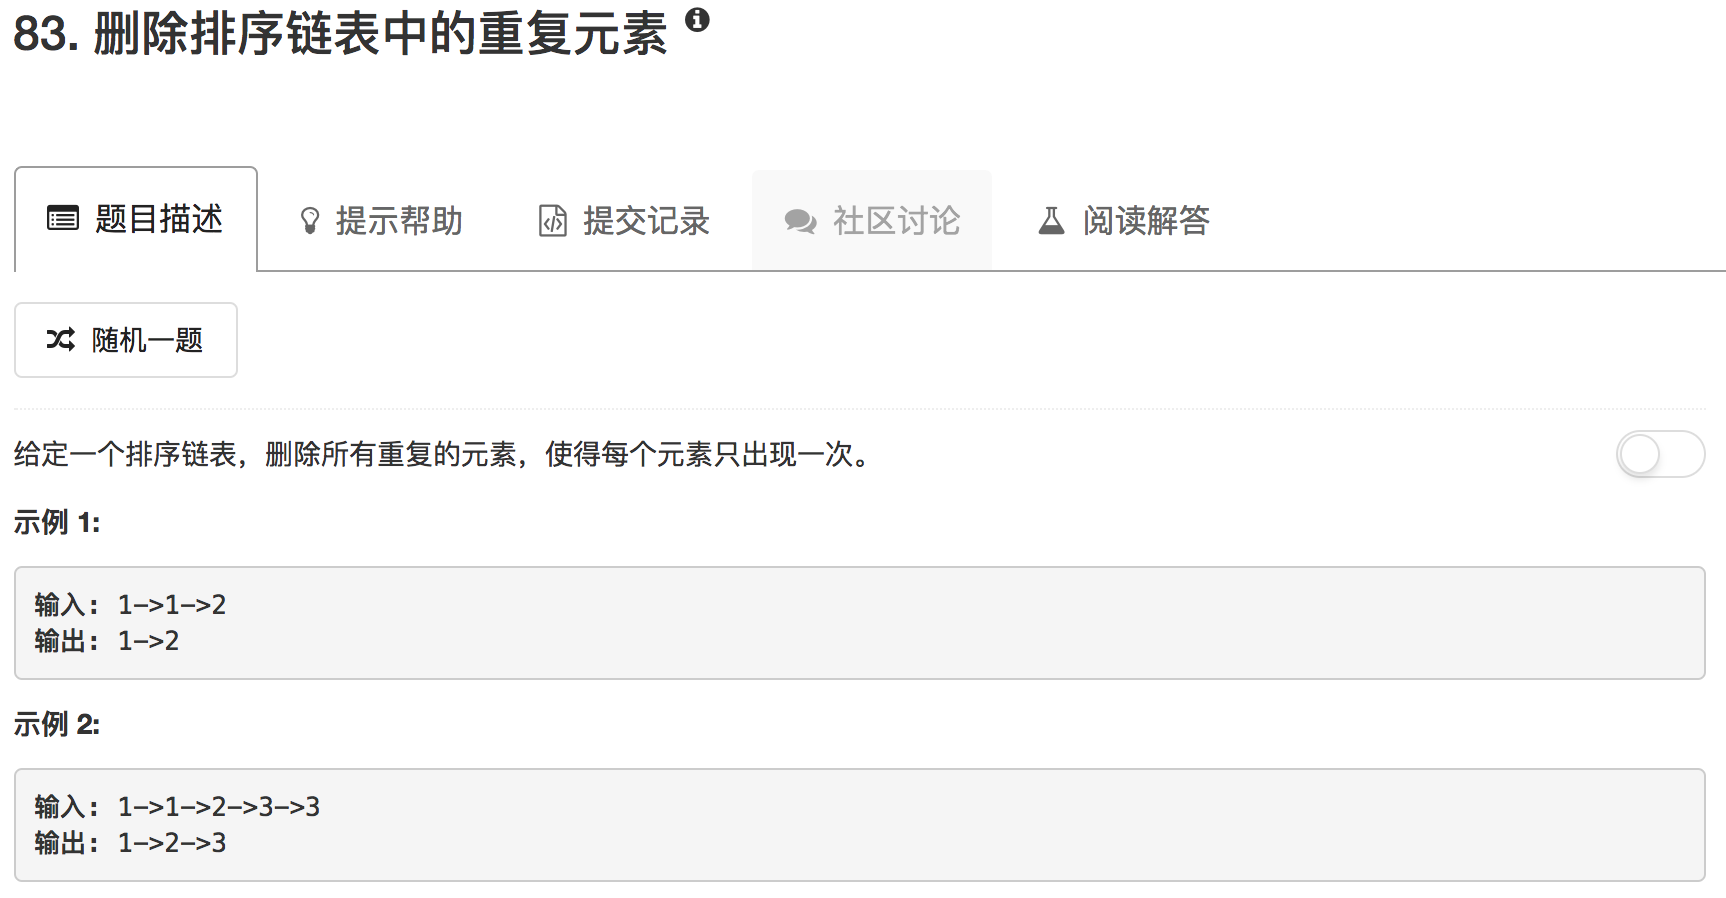 83. 删除排序链表中的重复元素
题目描述 提示帮助 提交记录 社区讨论 阅读解答
随机一题
给定一个排序链表，删除所有重复的元素，使得每个元素只出现一次。
示例 1:
输入: 1->1->2
输出: 1->2
示例 2:
输入: 1->1->2->3->3
输出: 1->2->3